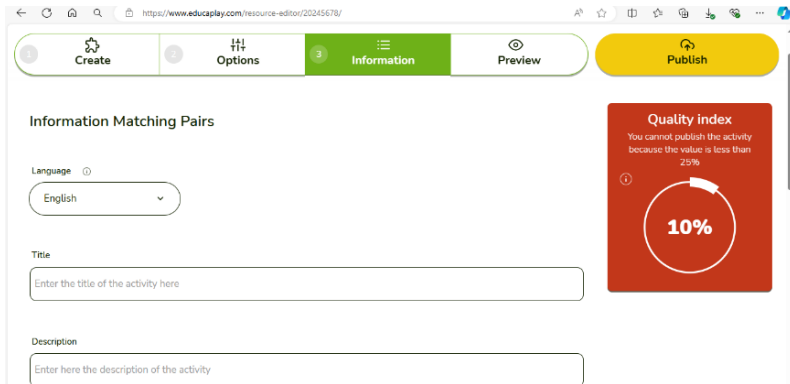 https://www.educaplay.com/resource-editor/20245678/
1 Create
2 Options
3 Information
Preview
Publish
Information Matching Pairs
Language
English
Title
Enter the title of the activity here
Description
Enter here the description of the activity
Quality index
You cannot publish the activity
because the value is less than
25%
10%